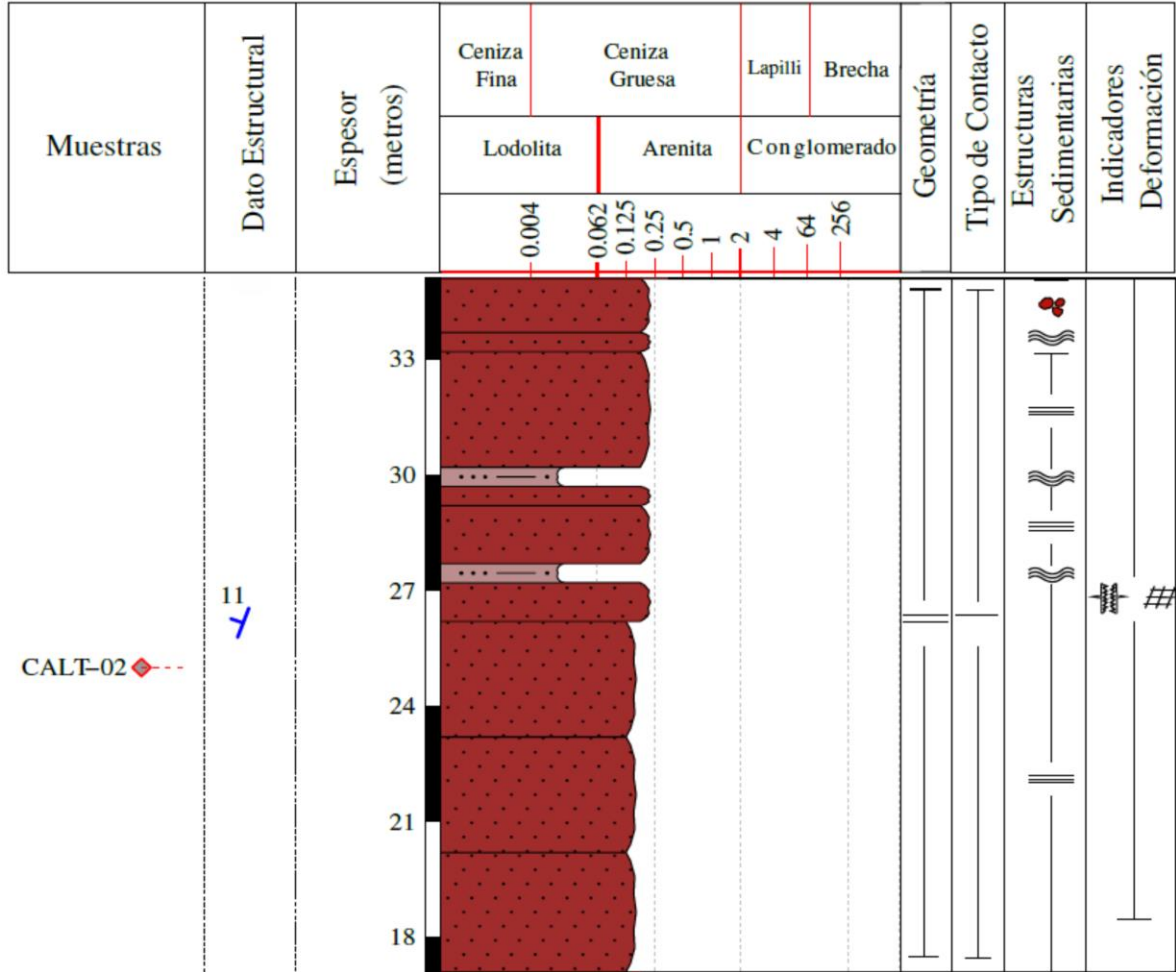 Muestras
Dato Estructural
Espesor
(metros)
Ceniza
Fina
Ceniza
Gruesa
Lapilli
Brecha
Lodolita
Arenita
Conglomerado
0.004
0.062
0.125
0.25
0.5
1
2
4
64
256
Geometría
Tipo de Contacto
Estructuras
Sedimentarias
Indicadores
Deformación
33
30
27
11
CALT-02
24
21
18